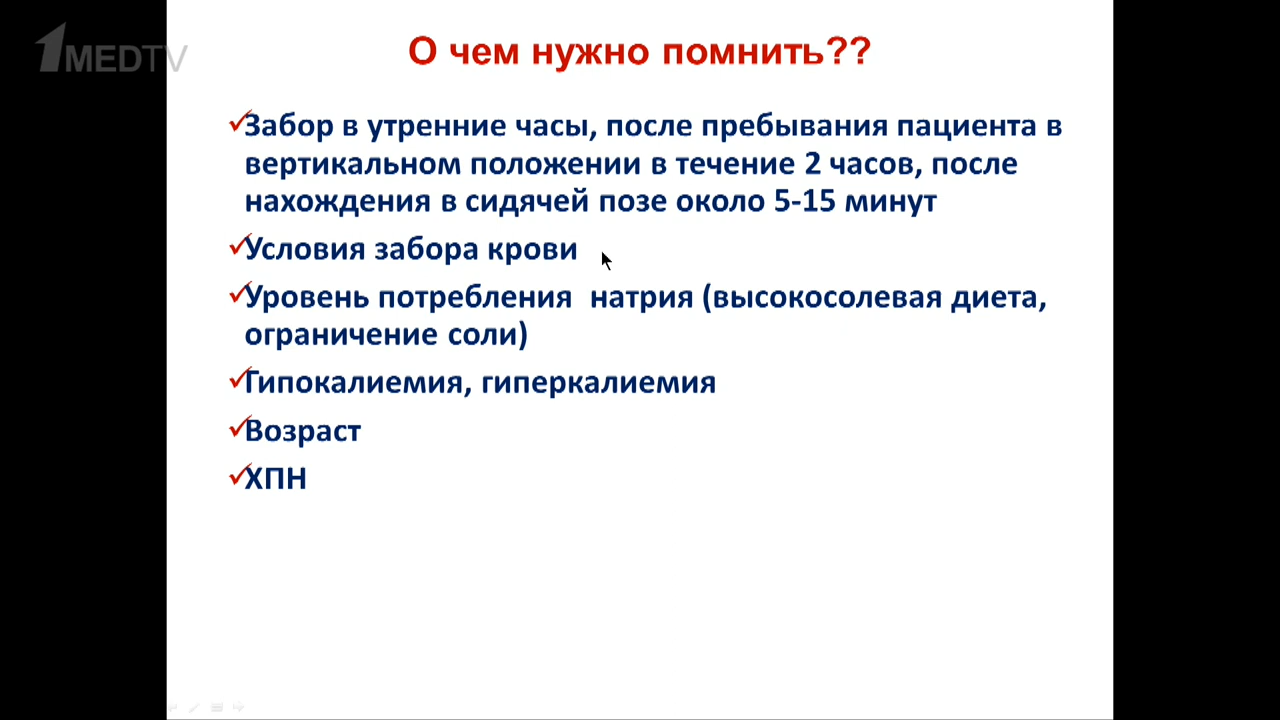 1MEDTV
О чем нужно помнить??
Забор в утренние часы, после пребывания пациента в
вертикальном положении в течение 2 часов, после
нахождения в сидячей позе около 5-15 минут
Условия забора крови
Уровень потребления натрия (высокосолевая диета,
ограничение соли)
Гипокалиемия, гиперкалиемия
Возраст
ХПН